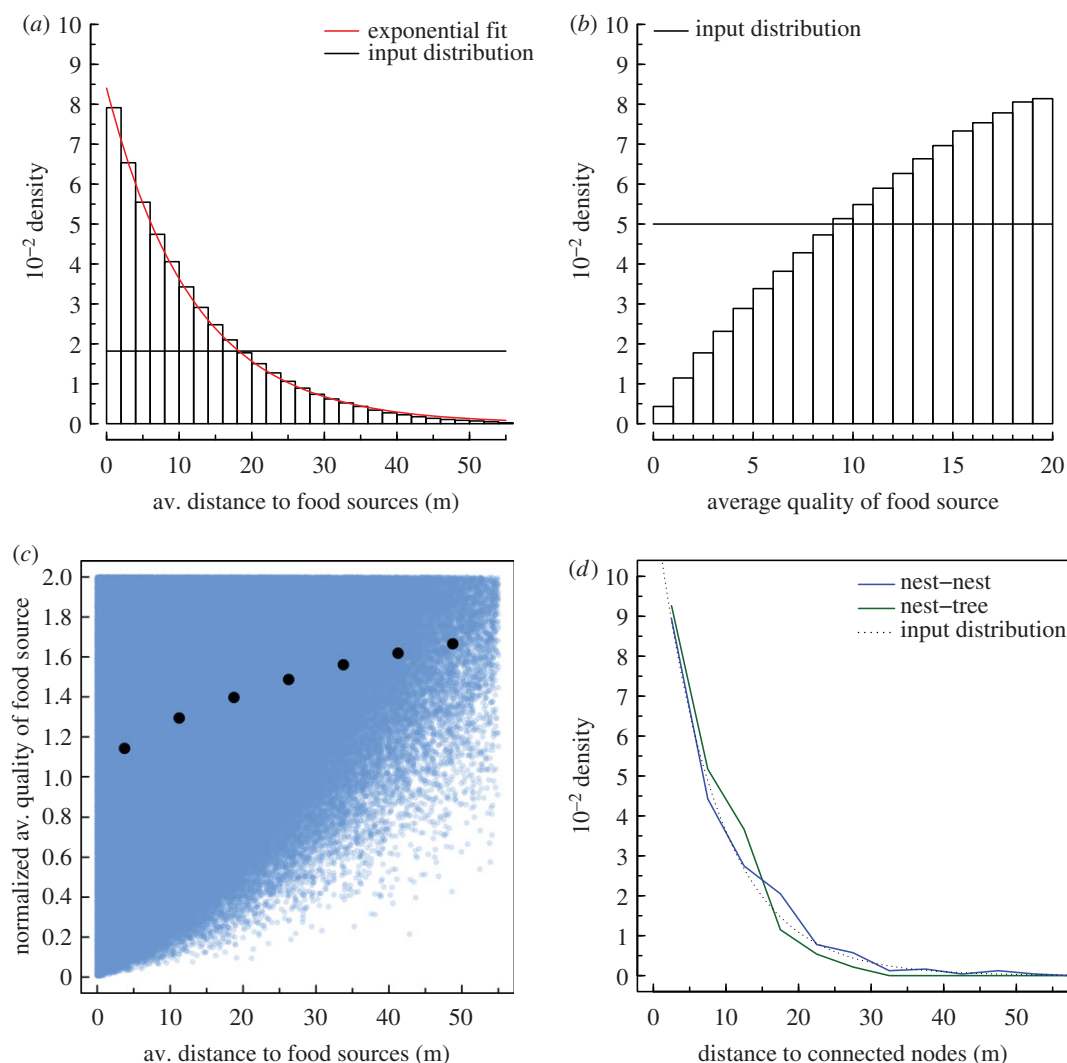 (a)
exponential fit
input distribution
10
9
8
7
6
5
4
3
2
1
0
10⁻² density
0 10 20 30 40 50
av. distance to food sources (m)
(b)
input distribution
10
9
8
7
6
5
4
3
2
1
0
10⁻² density
0 5 10 15 20
average quality of food source
(c)
2.0
1.8
1.6
1.4
1.2
1.0
0.8
0.6
0.4
0.2
0
normalized av. quality of food source
0 10 20 30 40 50
av. distance to food sources (m)
(d)
nest–nest
nest–tree
input distribution
10
9
8
7
6
5
4
3
2
1
0
10⁻² density
0 10 20 30 40 50
distance to connected nodes (m)